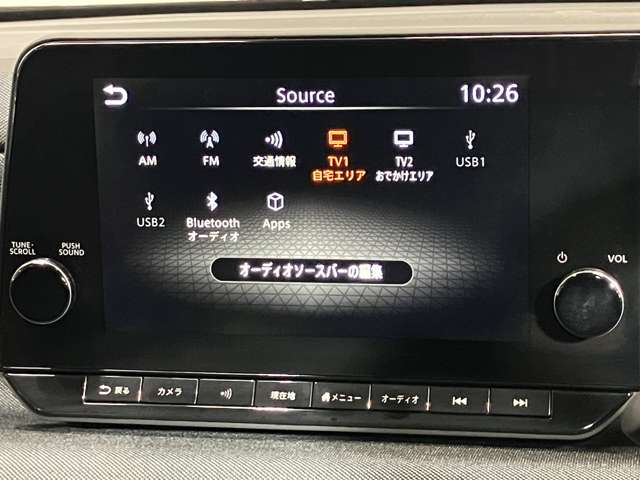 Source
10:26
AM
FM
交通情報
TV1
自宅エリア
TV2
おでかけエリア
USB1
USB2
Bluetooth
オーディオ
Apps
TUNE・
SCROLL
PUSH
SOUND
VOL
オーディオソースバーの編集
戻る
カメラ
現在地
メニュー
オーディオ